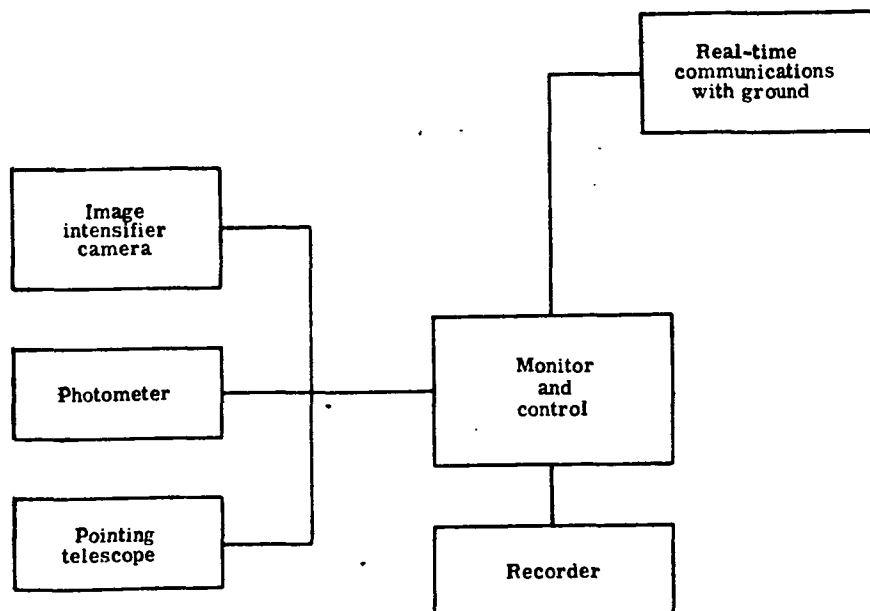 Real-time
communications
with ground
Image
intensifier
camera
Photometer
Monitor
and
control
Pointing
telescope
Recorder